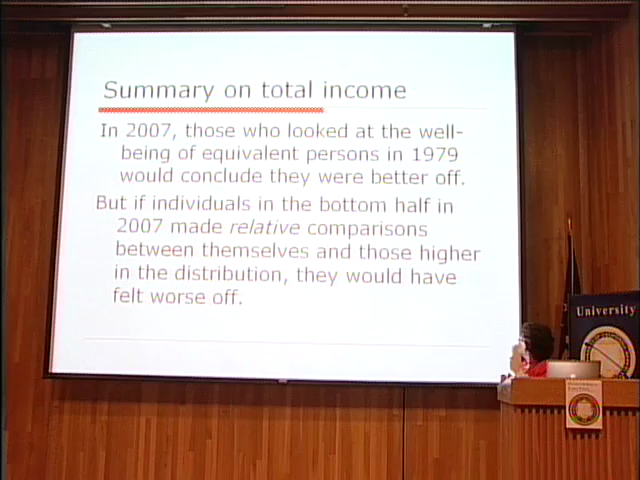 Summary on total income
In 2007, those who looked at the well-
being of equivalent persons in 1979
would conclude they were better off.
But if individuals in the bottom half in
2007 made relative comparisons
between themselves and those higher
in the distribution, they would have
felt worse off.
University